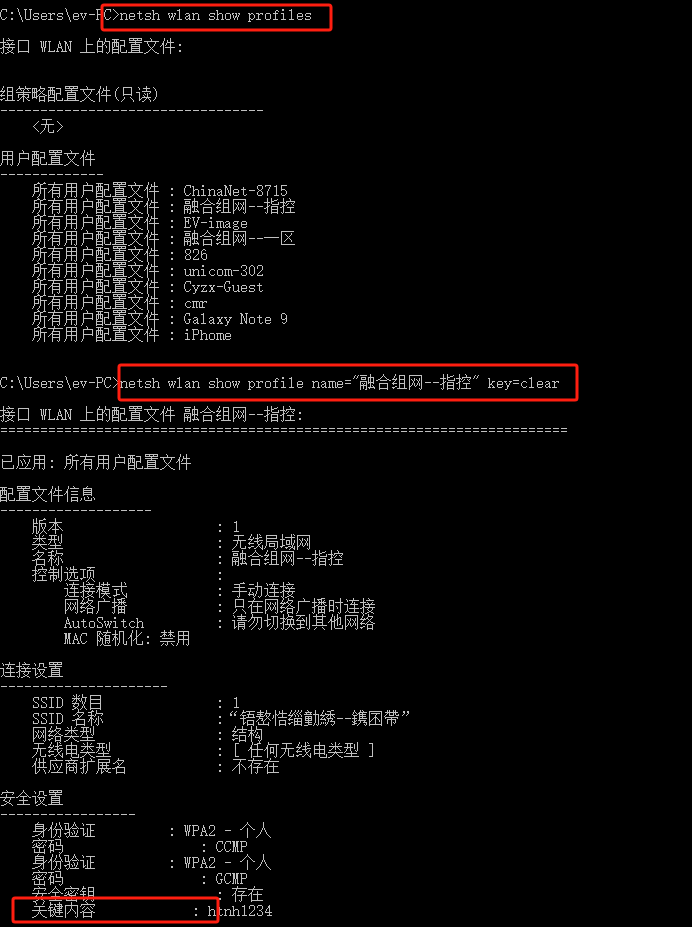 C:\Users\ev-PC>netsh wlan show profiles
接口 WLAN 上的配置文件:
组策略配置文件(只读)
---------------------------------
<无>
用户配置文件
-------------
所有用户配置文件 : ChinaNet-8715
所有用户配置文件 : 融合组网--指控
所有用户配置文件 : EV-image
所有用户配置文件 : 融合组网--一区
所有用户配置文件 : 826
所有用户配置文件 : unicom-302
所有用户配置文件 : Cyzx-Guest
所有用户配置文件 : cmr
所有用户配置文件 : Galaxy Note 9
所有用户配置文件 : iPhone
C:\Users\ev-PC>netsh wlan show profile name="融合组网--指控" key=clear
接口 WLAN 上的配置文件 融合组网--指控:
=======================================================================
已应用: 所有用户配置文件
配置文件信息
-------------------
版本 : 1
类型 : 无线局域网
名称 : 融合组网--指控
控制选项 :
连接模式 : 手动连接
网络广播 : 只在网络广播时连接
AutoSwitch : 请勿切换到其他网络
MAC 随机化: 禁用
连接设置
---------------------
SSID 数目 : 1
SSID 名称 :“铻嶅悎缁勭綉--鎸囨帶”
网络类型 : 结构
无线电类型 : [ 任何无线电类型 ]
供应商扩展名 : 不存在
安全设置
-----------------
身份验证 : WPA2 - 个人
密码 : CCMP
身份验证 : WPA2 - 个人
密码 : GCMP
安全密钥 : 存在
关键内容 : htnh1234